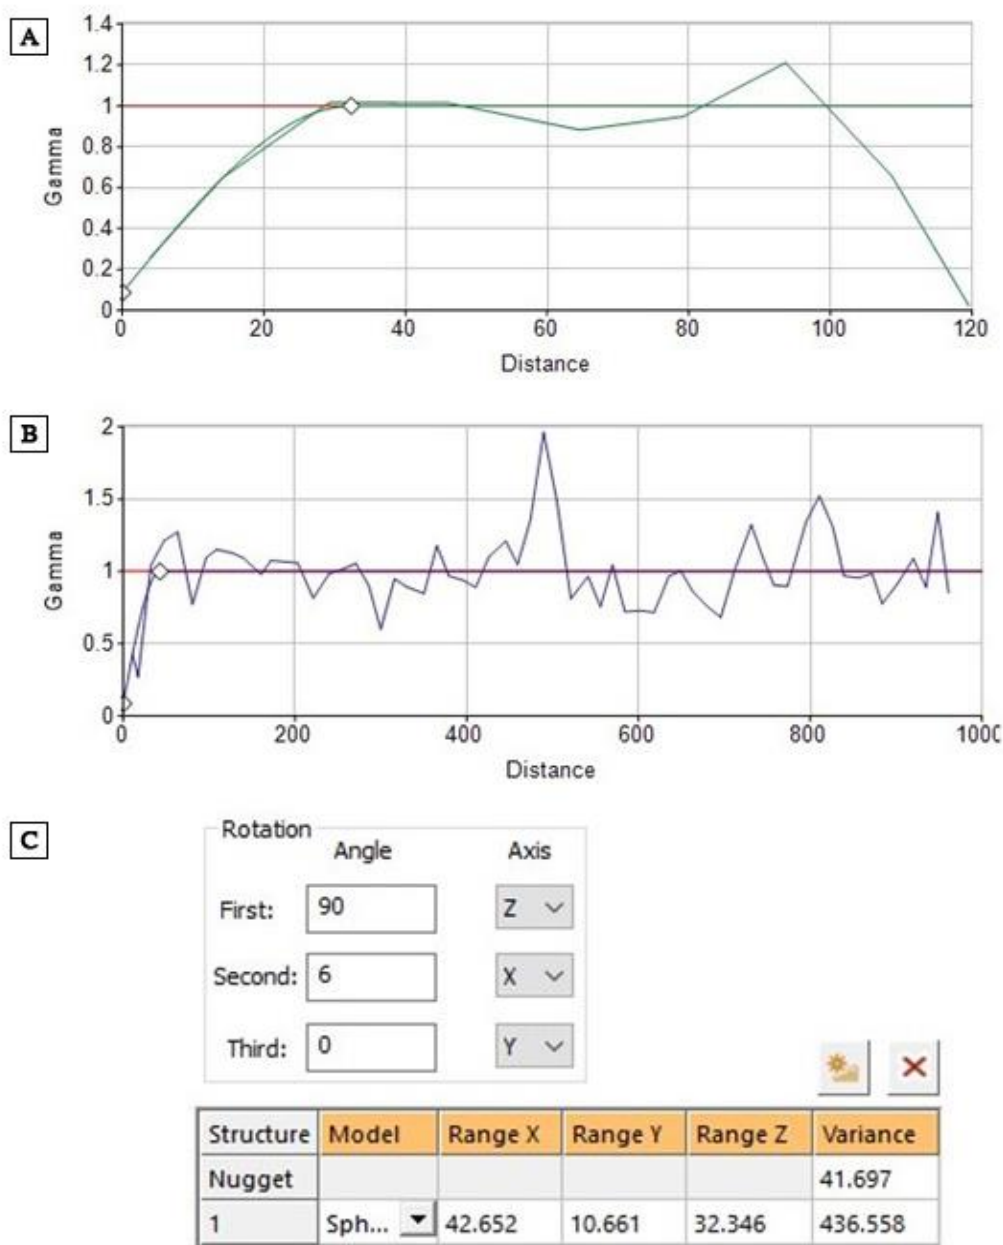 A
1.4
1.2
1
0.8
0.6
0.4
0.2
0
Gamma
0 20 40 60 80 100 120
Distance
B
2
1.5
1
0.5
0
Gamma
0 200 400 600 800 1000
Distance
C
Rotation
Angle Axis
First: 90 Z
Second: 6 X
Third: 0 Y
Structure Model Range X Range Y Range Z Variance
Nugget 41.697
1 Sph... 42.652 10.661 32.346 436.558